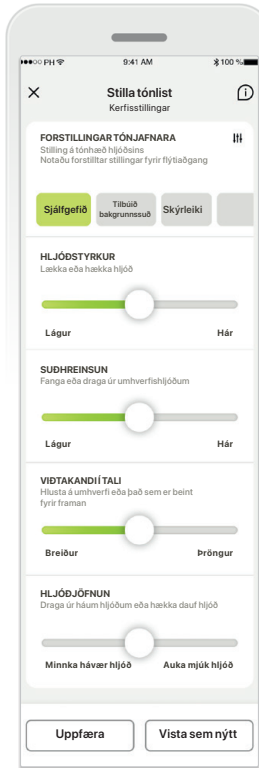 PH
9:41 AM
100 %
Stilla tónlist
Kerfisstillingar
FORSTILLINGAR TÓNJAFNARA
Stilling á tónhæð hljóðsins
Notaðu forstilltar stillingar fyrir flýtiaðgang
Sjálfgefið
Tilbúið
bakgrunnssuð
Skýrleiki
HLJÓÐSTYRKUR
Lækka eða hækka hljóð
Lágur
Hár
SUÐHREINSUN
Fanga eða draga úr umhverfishljóðum
Lágur
Hár
VIÐTAKANDI Í TALI
Hlusta á umhverfi eða það sem er beint
fyrir framan
Breiður
Þröngur
HLJÓÐJÖFNUN
Draga úr háum hljóðum eða hækka dauf hljóð
Minnka hávær hljóð
Auka mjúk hljóð
Uppfæra
Vista sem nýtt